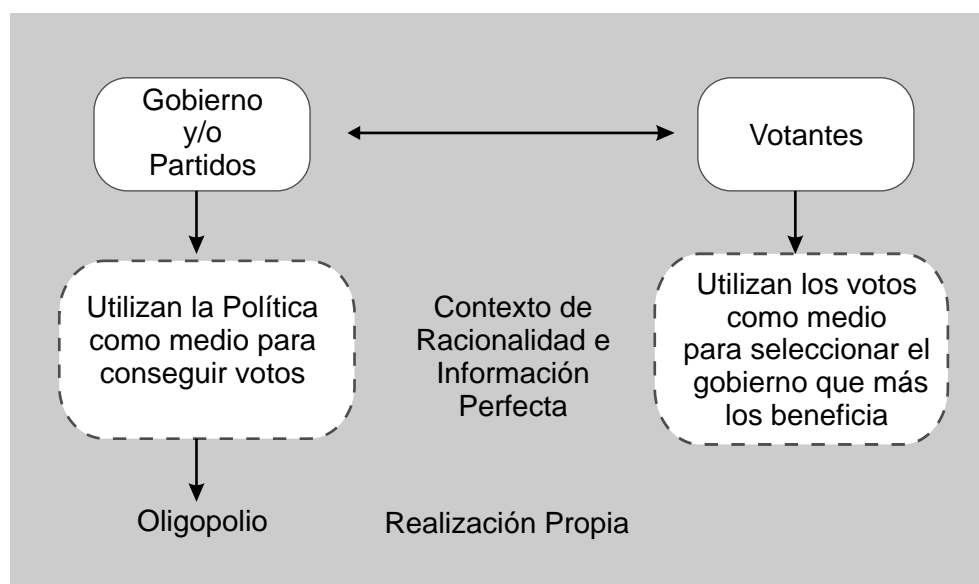 Gobierno
y/o
Partidos
Votantes
Utilizan la Política
como medio para
conseguir votos
Contexto de
Racionalidad e
Información
Perfecta
Utilizan los votos
como medio
para seleccionar el
gobierno que más
los beneficia
Oligopolio
Realización Propia